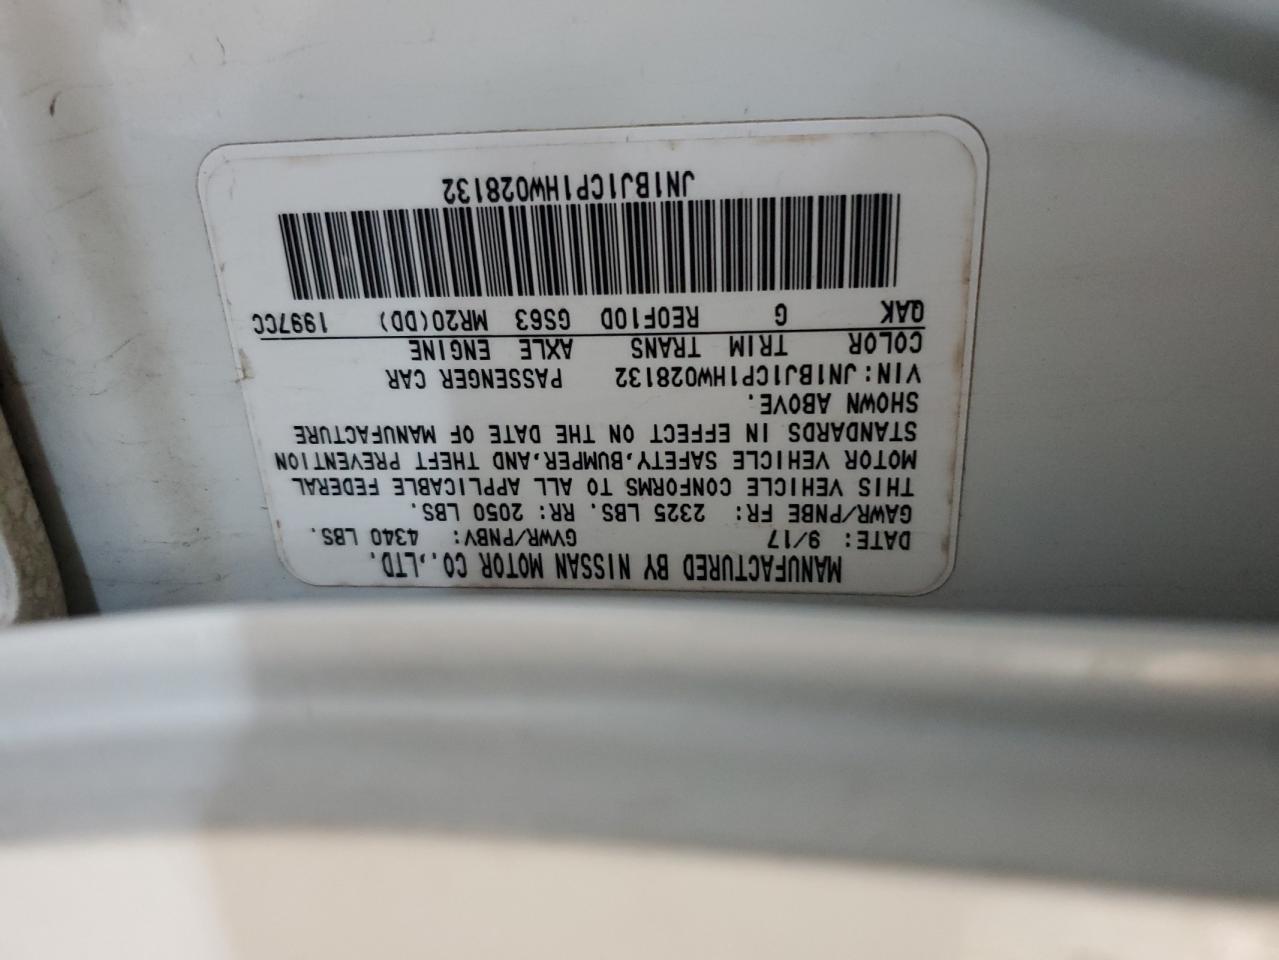 MANUFACTURED BY NISSAN MOTOR CO.,LTD.
DATE: 9/17 GVWR/PNBV: 4340 LBS.
GAWR/PNBE FR: 2325 LBS. RR: 2050 LBS.
THIS VEHICLE CONFORMS TO ALL APPLICABLE FEDERAL
MOTOR VEHICLE SAFETY,BUMPER,AND THEFT PREVENTION
STANDARDS IN EFFECT ON THE DATE OF MANUFACTURE
SHOWN ABOVE.
VIN:JN1BJ1CP1HW028132 PASSENGER CAR
COLOR TRIM TRANS AXLE ENGINE
QAK G RE0F10D GS63 MR20(DD) 1997CC
JN1BJ1CP1HW028132